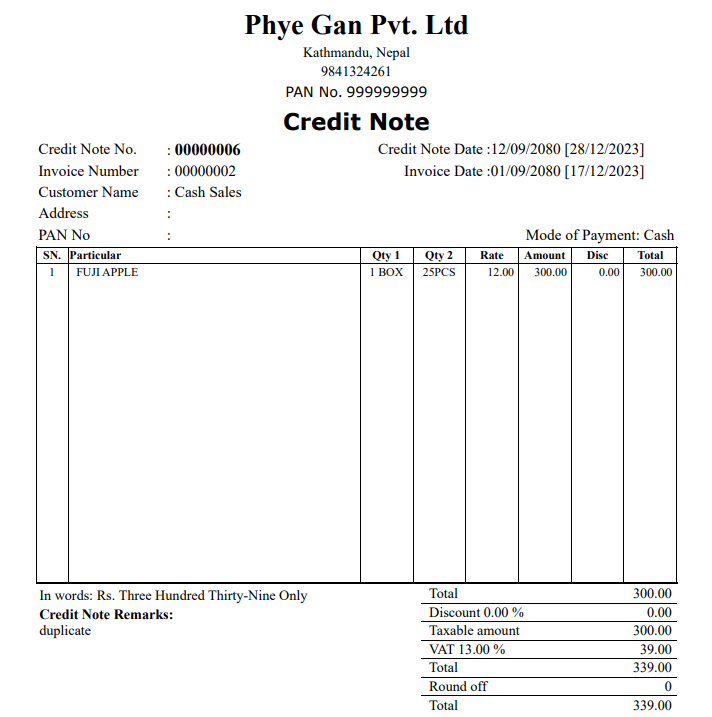 Phye Gan Pvt. Ltd
Kathmandu, Nepal
9841324261
PAN No. 999999999
Credit Note
Credit Note No. : 00000006 Credit Note Date :12/09/2080 [28/12/2023]
Invoice Number : 00000002 Invoice Date :01/09/2080 [17/12/2023]
Customer Name : Cash Sales
Address :
PAN No : Mode of Payment: Cash
SN. Particular Qty 1 Qty 2 Rate Amount Disc Total
1 FUJI APPLE 1 BOX 25PCS 12.00 300.00 0.00 300.00
In words: Rs. Three Hundred Thirty-Nine Only
Credit Note Remarks:
duplicate
Total 300.00
Discount 0.00 % 0.00
Taxable amount 300.00
VAT 13.00 % 39.00
Total 339.00
Round off 0
Total 339.00